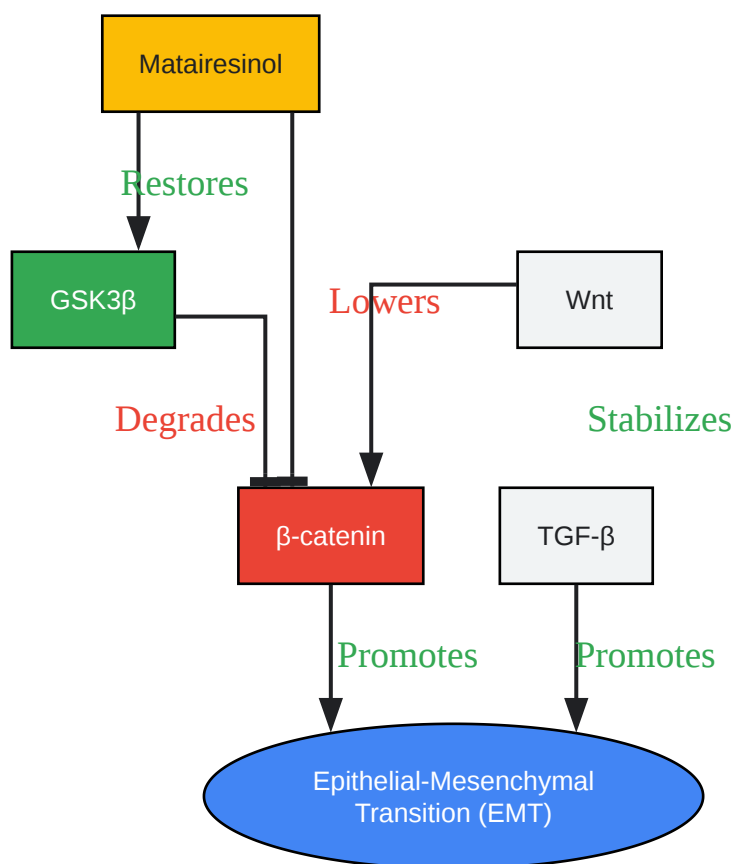 Matairesinol
Restores
GSK3β
Lowers
Wnt
Degrades
Stabilizes
β-catenin
TGF-β
Promotes
Promotes
Epithelial-Mesenchymal
Transition (EMT)